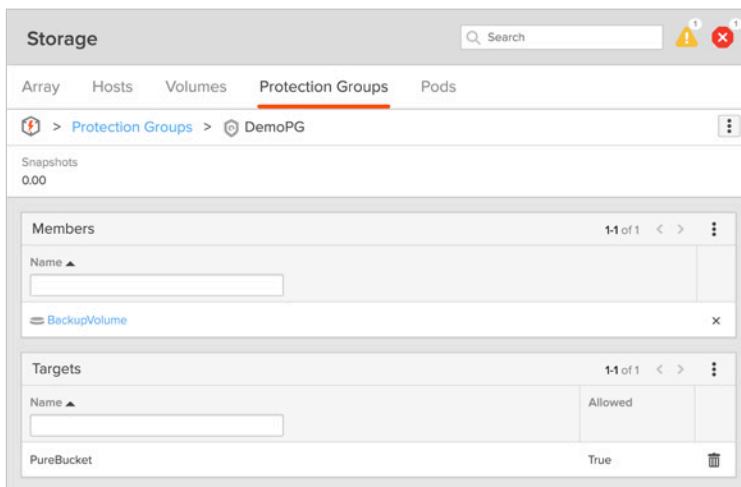 Storage
Search
1
1
Array Hosts Volumes Protection Groups Pods
> Protection Groups > DemoPG
Snapshots
0.00
Members 1-1 of 1 < >
Name
BackupVolume
Targets 1-1 of 1 < >
Name Allowed
PureBucket True